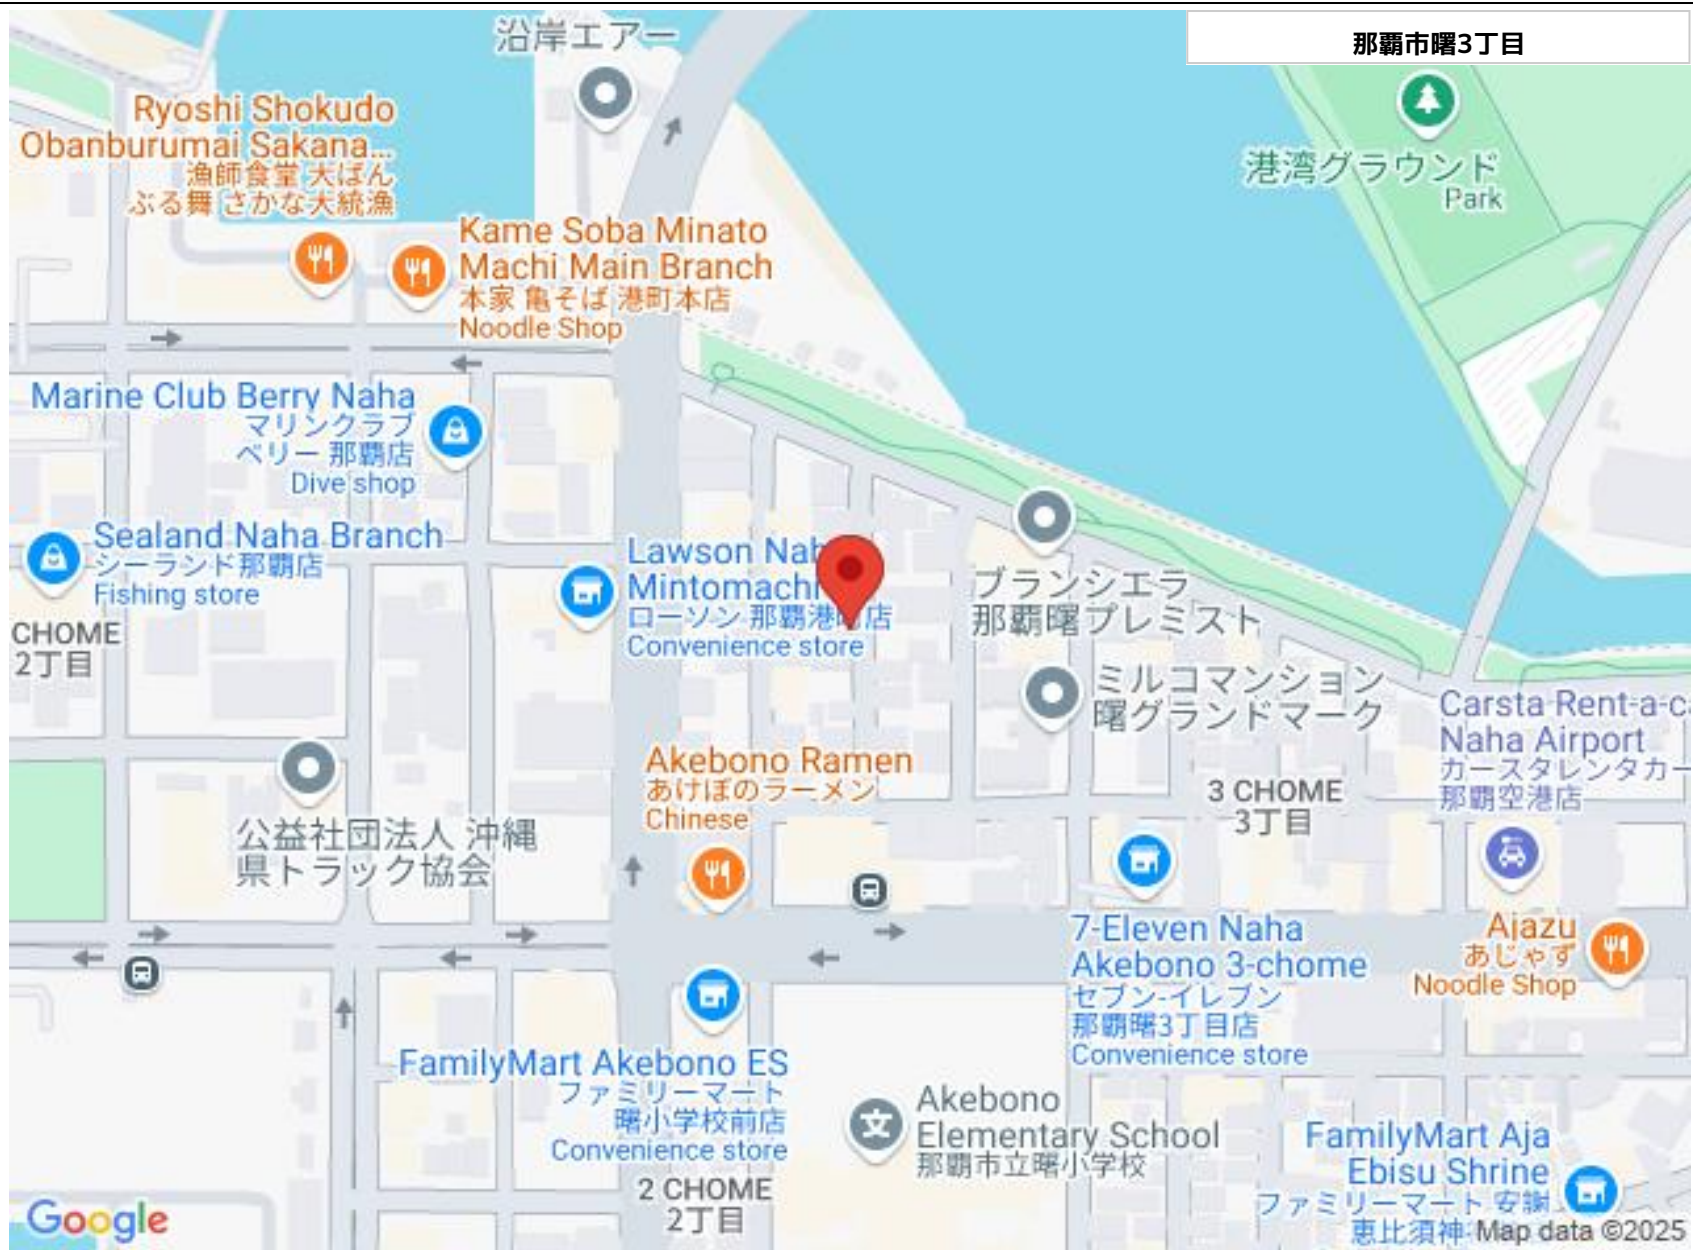 那覇市曙3丁目
沿岸エアー
Ryoshi Shokudo
Obanburumai Sakana...
漁師食堂 大ばん
ぶる舞 さかな大統漁
港湾グラウンド
Park
Kame Soba Minato
Machi Main Branch
本家 亀そば 港町本店
Noodle Shop
Marine Club Berry Naha
マリンクラブ
ベリー 那覇店
Dive shop
Sealand Naha Branch
シーランド那覇店
Fishing store
Lawson Nah
Mintomachi
ローソン 那覇港町店
Convenience store
ブランシエラ
那覇曙プレミスト
CHOME
2丁目
ミルコマンション
曙グランドマーク
Carsta Rent-a-ca
Naha Airport
カースタレンタカー
那覇空港店
Akebono Ramen
あけぼのラーメン
Chinese
3 CHOME
3丁目
公益社団法人 沖縄
県トラック協会
7-Eleven Naha
Akebono 3-chome
セブン-イレブン
那覇曙3丁目店
Convenience store
Ajazu
あじゃず
Noodle Shop
FamilyMart Akebono ES
ファミリーマート
曙小学校前店
Convenience store
文
Akebono
Elementary School
那覇市立曙小学校
FamilyMart Aja
Ebisu Shrine
ファミリーマート 安謝
恵比須神
2 CHOME
2丁目
Google
Map data ©2025